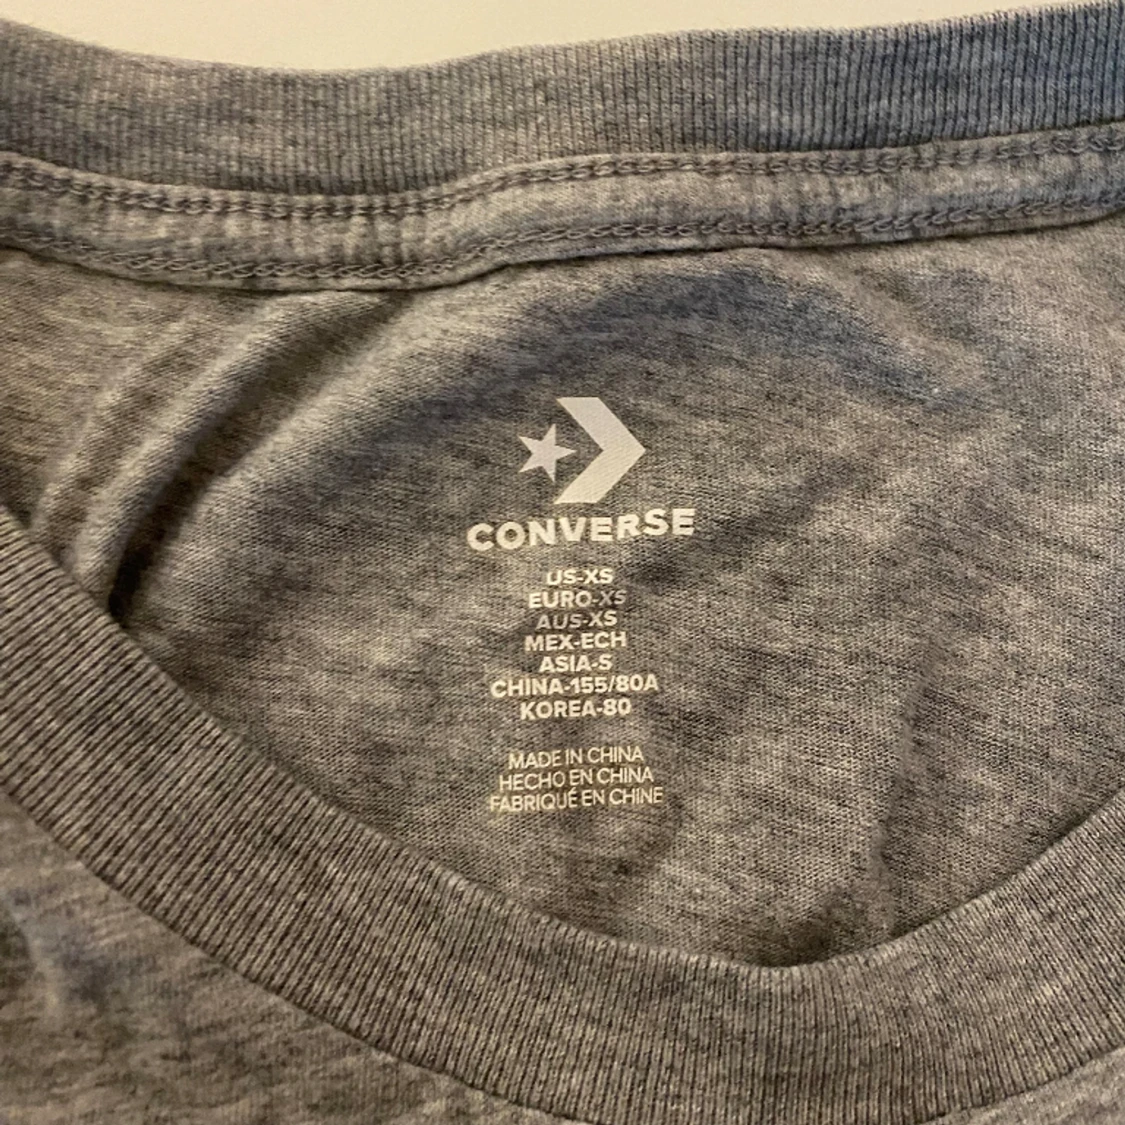 CONVERSE
US-XS
EURO-XS
AUS-XS
MEX-ECH
ASIA-S
CHINA-155/80A
KOREA-80
MADE IN CHINA
HECHO EN CHINA
FABRIQUÉ EN CHINE